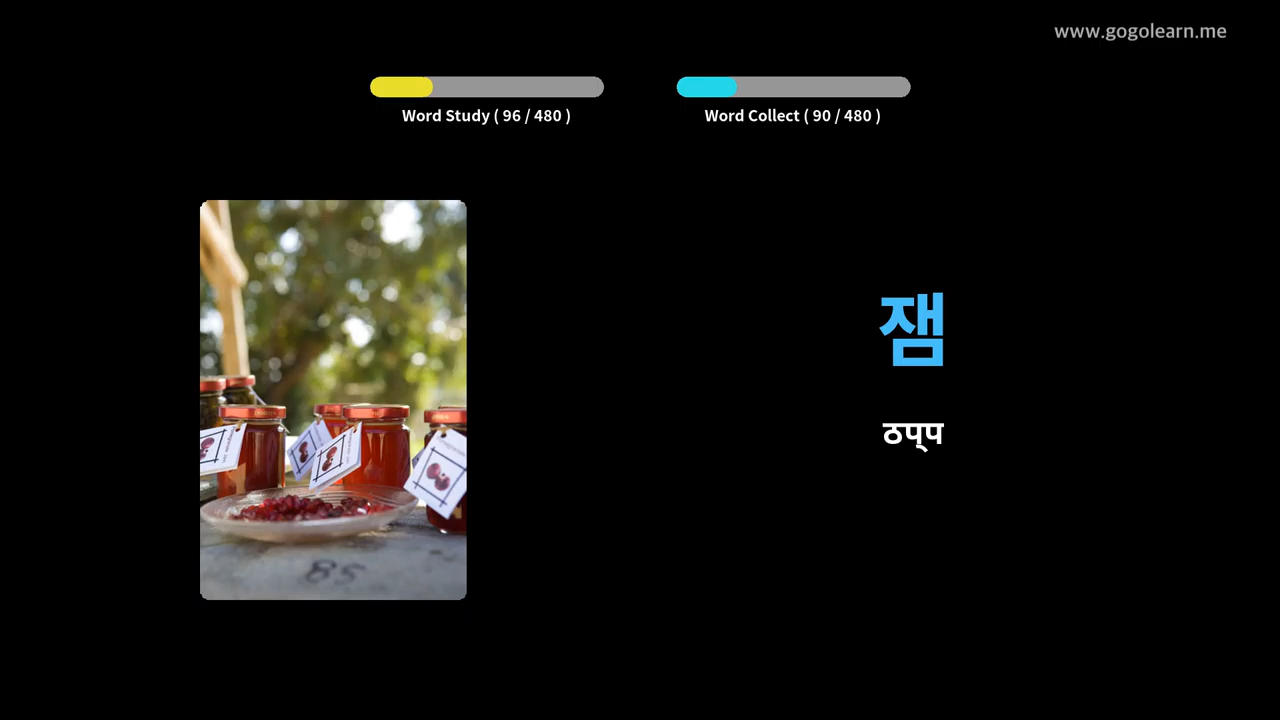 www.gogolearn.me
Word Study ( 96 / 480 )
Word Collect ( 90 / 480 )
잼
ठप्प
85